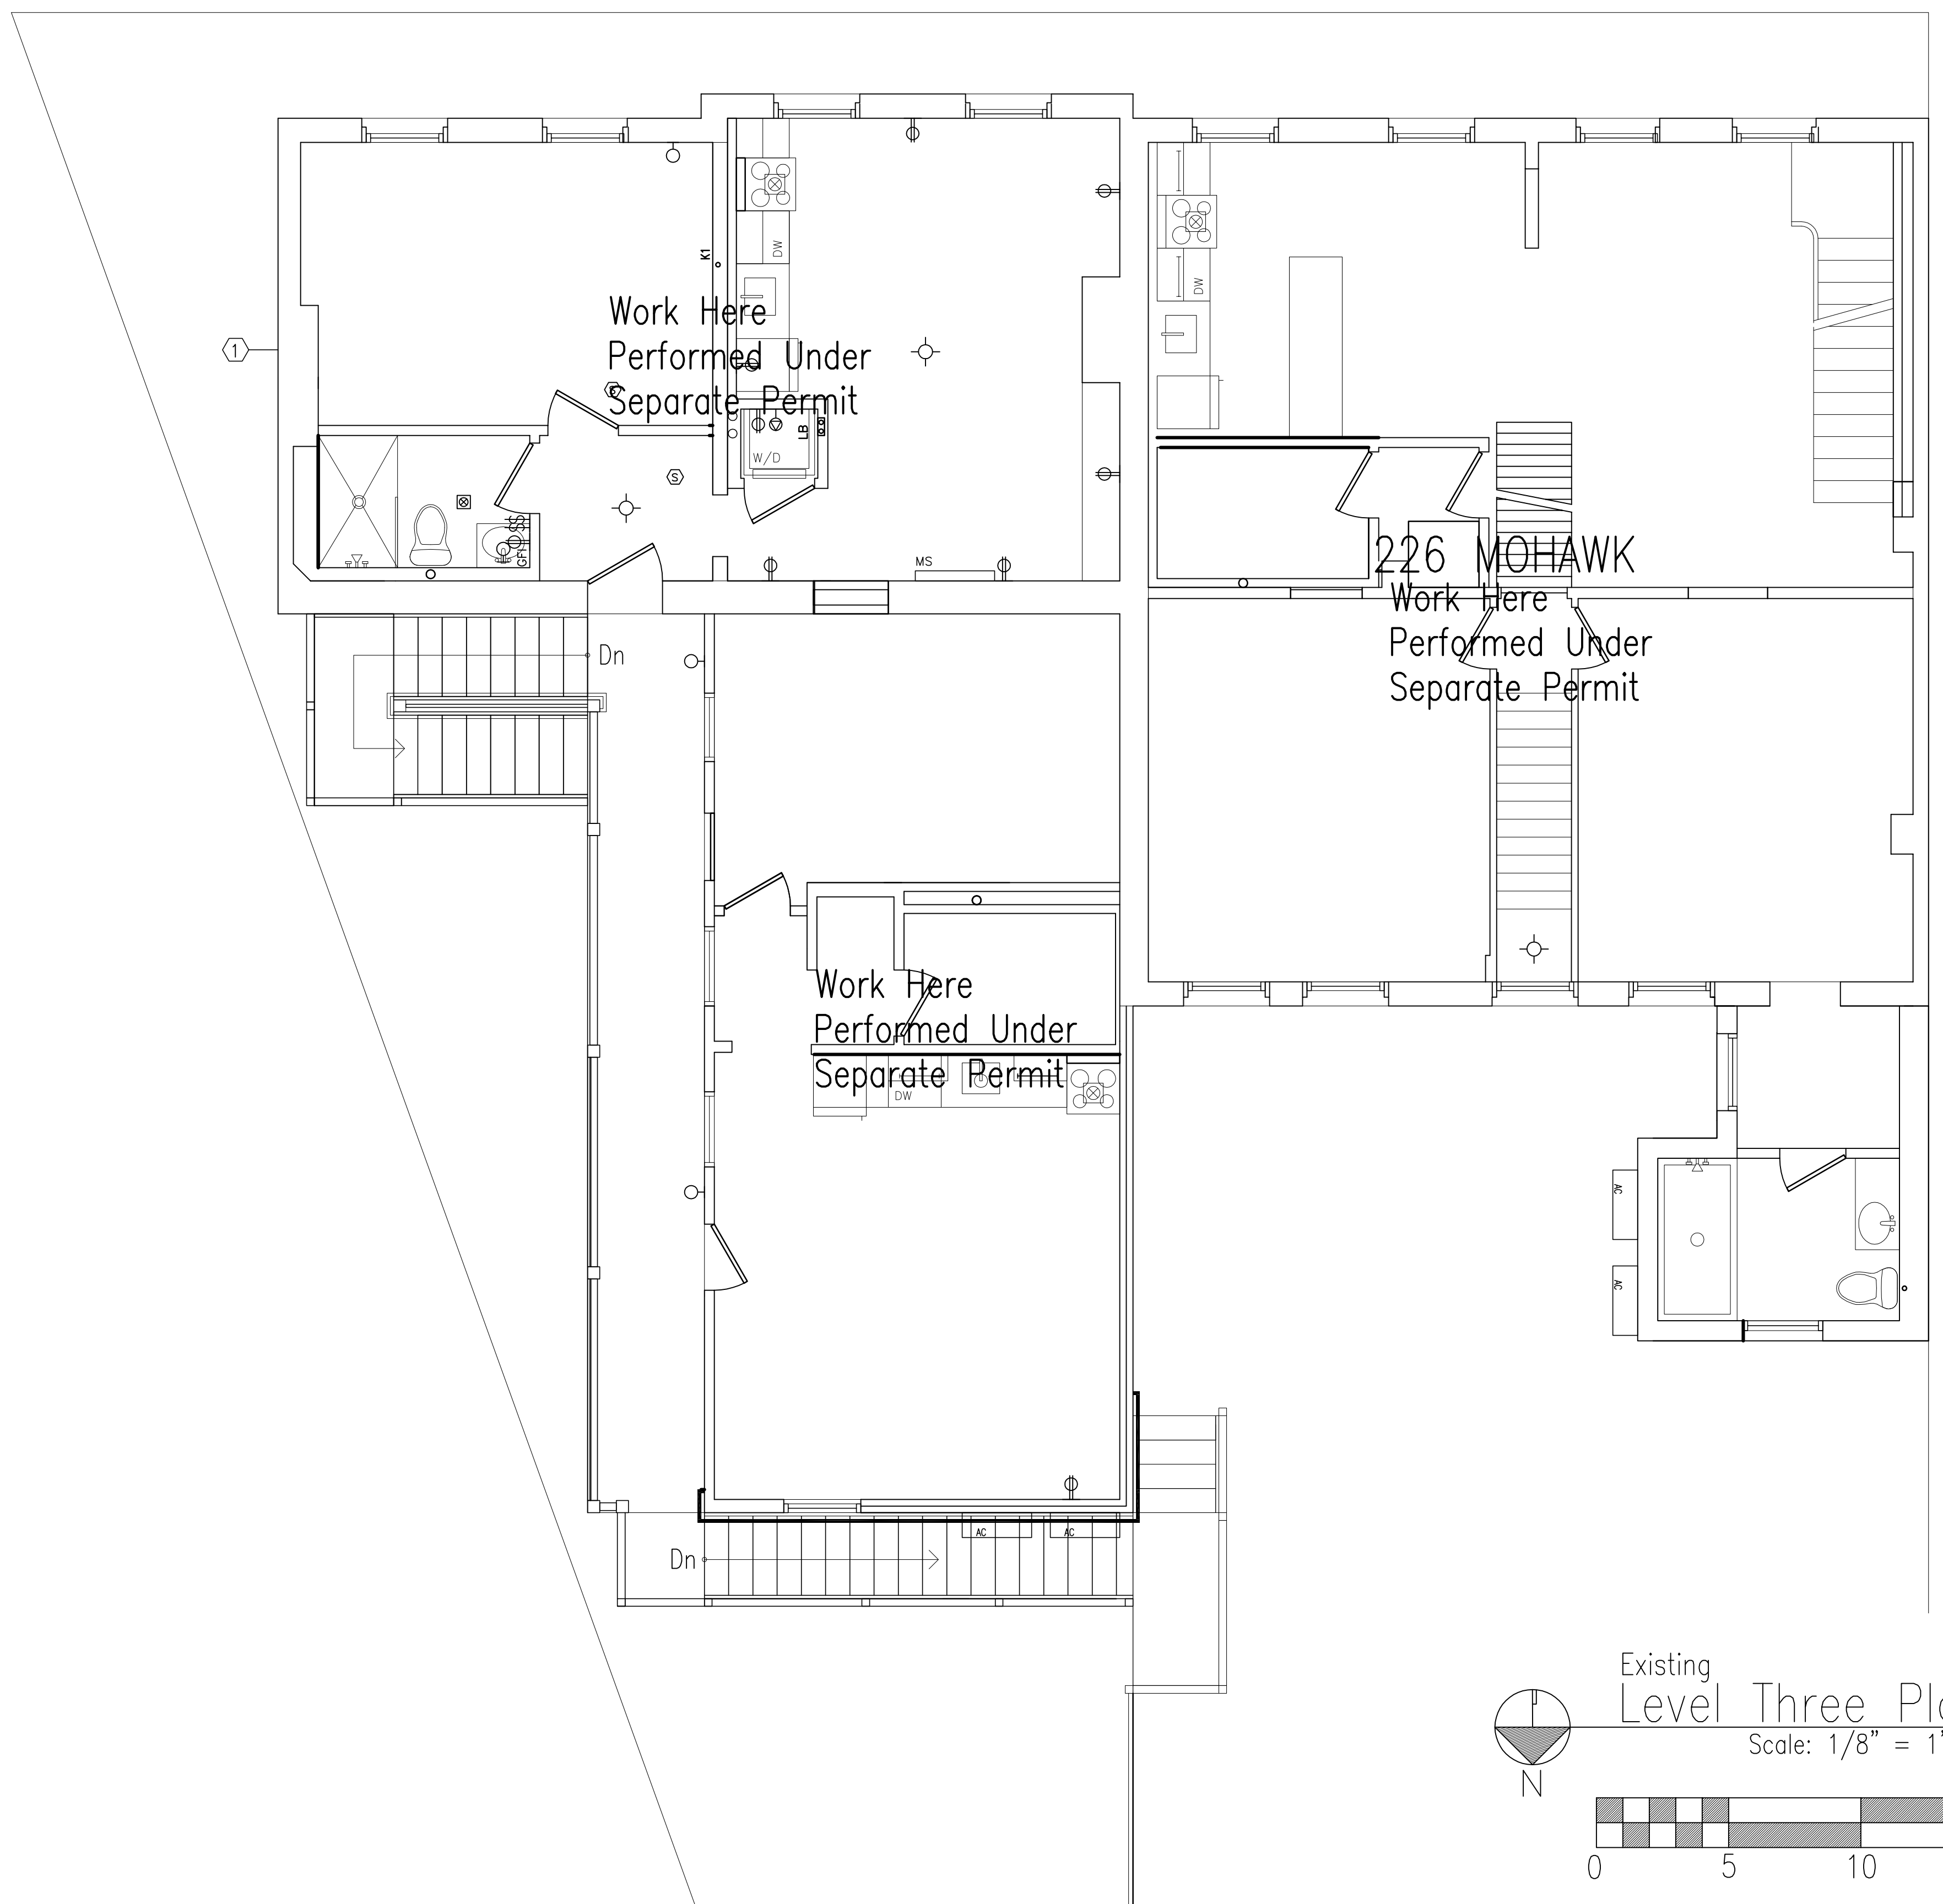 K1
DW
DW
Work Here
Performed Under
Separate Permit
1
S
LB
W/D
S
SS
GFI
MS
226 MOHAWK
Work Here
Performed Under
Separate Permit
Dn
Work Here
Performed Under
Separate Permit
DW
AC
AC
AC
AC
Dn
Existing
Level Three Pl
Scale: 1/8" = 1'
N
0 5 10